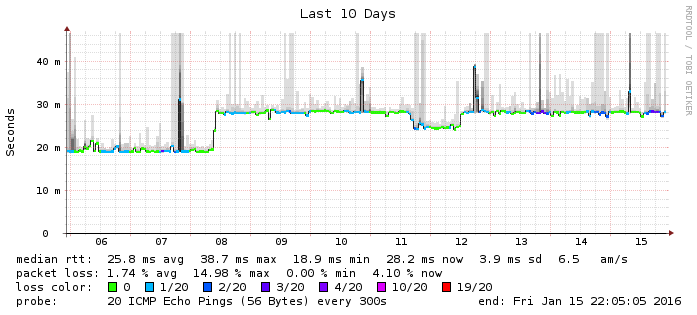 Last 10 Days
RRDTOOL / TOBI OETIKER
Seconds
40 m
30 m
20 m
10 m
0
06 07 08 09 10 11 12 13 14 15
median rtt: 25.8 ms avg 38.7 ms max 18.9 ms min 28.2 ms now 3.9 ms sd 6.5 am/s
packet loss: 1.74 % avg 14.98 % max 0.00 % min 4.10 % now
loss color: 0 1/20 2/20 3/20 4/20 10/20 19/20
probe: 20 ICMP Echo Pings (56 Bytes) every 300s end: Fri Jan 15 22:05:05 2016